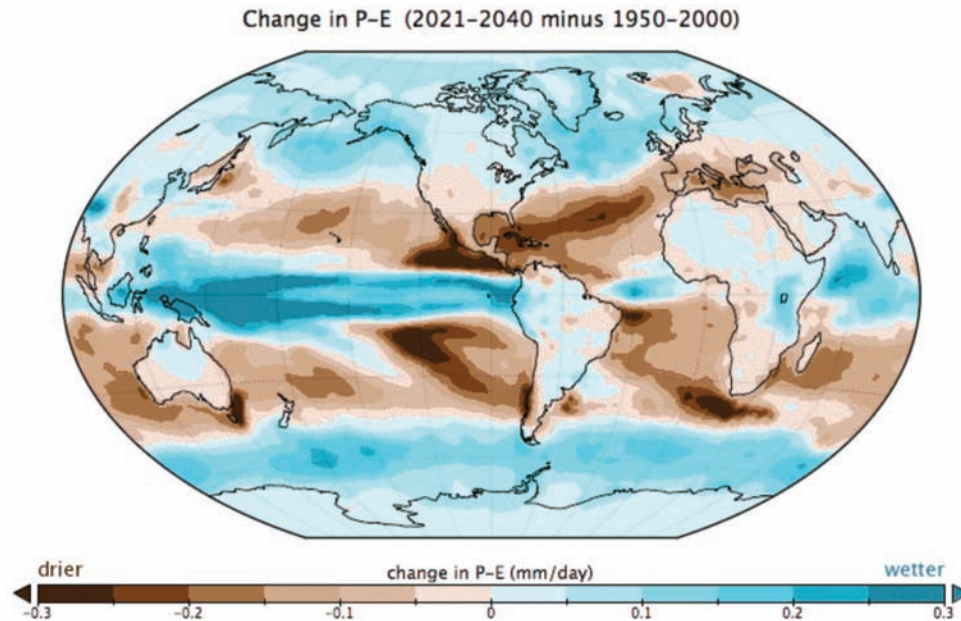 Change in P-E (2021-2040 minus 1950-2000)
drier change in P-E (mm/day) wetter
-0.3 -0.2 -0.1 0 0.1 0.2 0.3